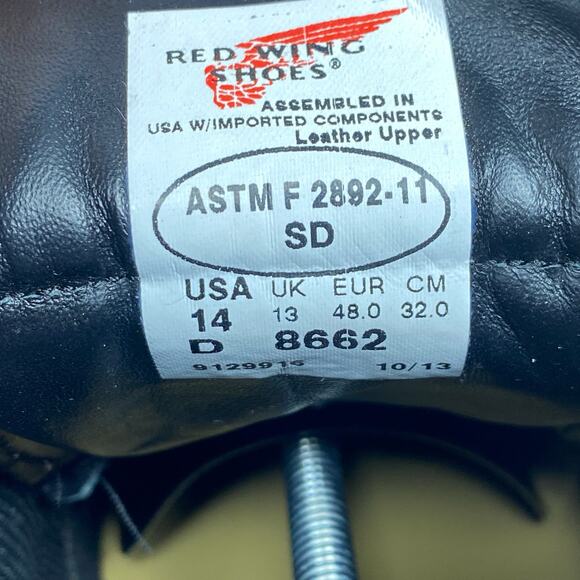 RED WING
SHOES®
ASSEMBLED IN
USA W/IMPORTED COMPONENTS
Leather Upper
ASTM F 2892-11
SD
USA UK EUR CM
14 13 48.0 32.0
D 8662
9129916 10/13